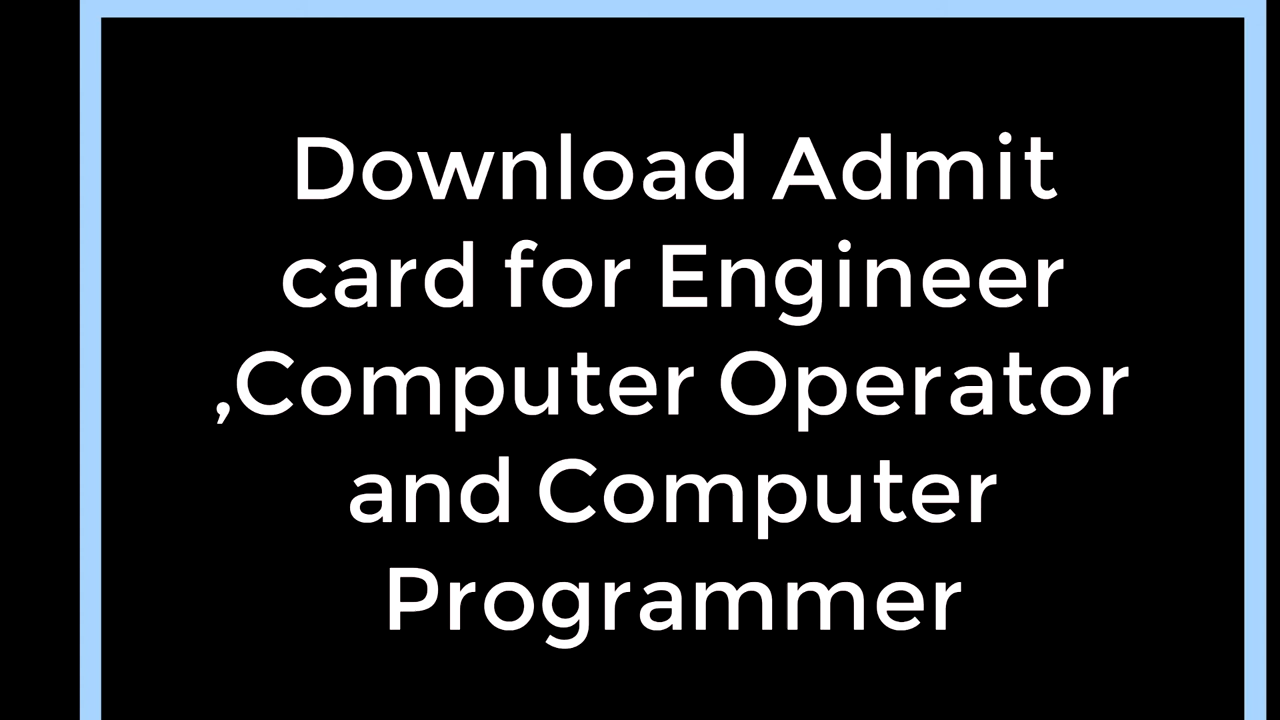 Download Admit
card for Engineer
,Computer Operator
and Computer
Programmer